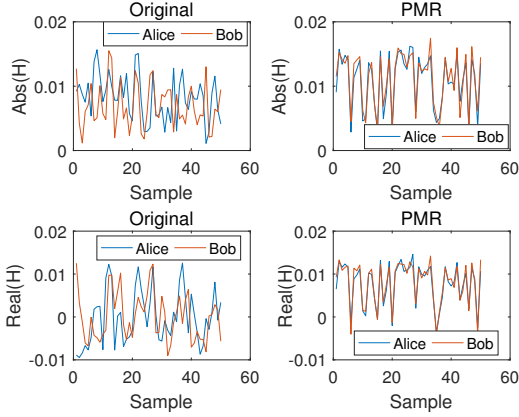 Original
0.02
0.01
0
Abs(H)
Alice
Bob
0 20 40 60
Sample
PMR
0.02
0.01
0
Abs(H)
Alice
Bob
0 20 40 60
Sample
Original
0.02
0.01
0
-0.01
Real(H)
Alice
Bob
0 20 40 60
Sample
PMR
0.02
0.01
0
-0.01
Real(H)
Alice
Bob
0 20 40 60
Sample